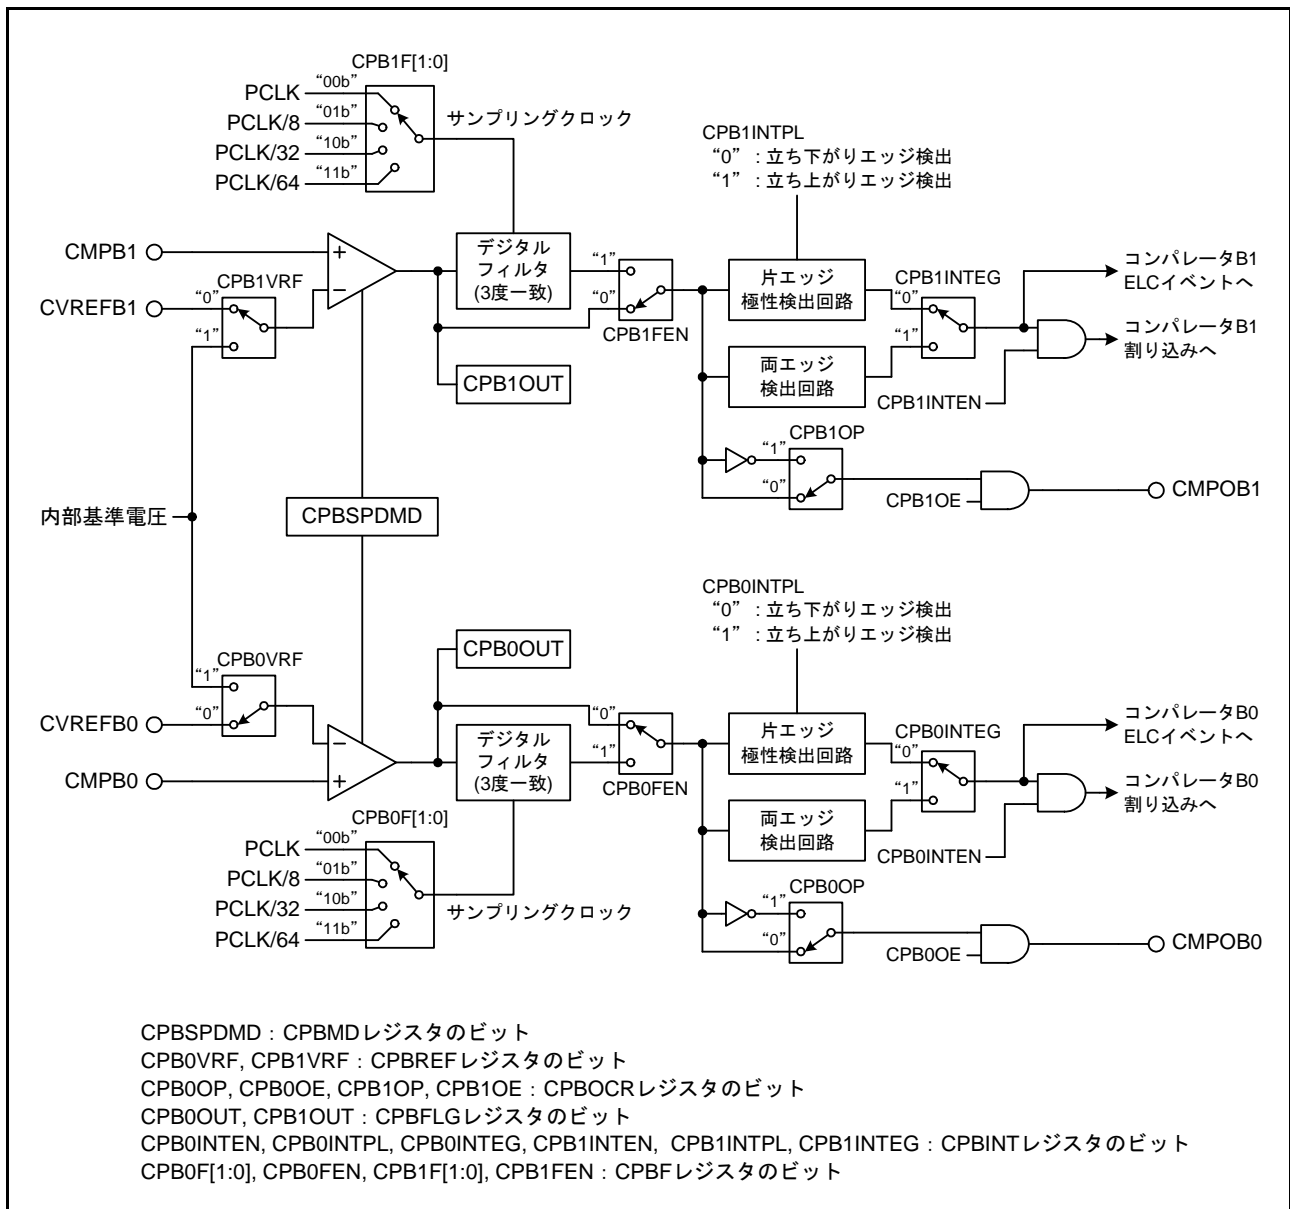 CPB1F[1:0]
“00b”
PCLK
“01b”
PCLK/8
“10b”
PCLK/32
“11b”
PCLK/64
サンプリングクロック
CPB1INTPL
“0” : 立ち下がりエッジ検出
“1” : 立ち上がりエッジ検出
CMPB1
+
−
CPB1VRF
“0”
CVREFB1
“1”
デジタル
フィルタ
(3度一致)
“1”
“0”
CPB1FEN
CPB1OUT
片エッジ
極性検出回路
両エッジ
検出回路
CPB1INTEG
“0”
“1”
CPB1INTEN
コンパレータB1
ELCイベントへ
コンパレータB1
割り込みへ
CPB1OP
“1”
“0”
CPB1OE
CMPOB1
内部基準電圧
CPBSPDMD
CPB0INTPL
“0” : 立ち下がりエッジ検出
“1” : 立ち上がりエッジ検出
CPB0OUT
CPB0VRF
“1”
“0”
CVREFB0
CMPB0
−
+
デジタル
フィルタ
(3度一致)
“0”
“1”
CPB0FEN
片エッジ
極性検出回路
両エッジ
検出回路
CPB0INTEG
“0”
“1”
CPB0INTEN
コンパレータB0
ELCイベントへ
コンパレータB0
割り込みへ
CPB0F[1:0]
“00b”
PCLK
“01b”
PCLK/8
“10b”
PCLK/32
“11b”
PCLK/64
サンプリングクロック
CPB0OP
“1”
“0”
CPB0OE
CMPOB0
CPBSPDMD : CPBMDレジスタのビット
CPB0VRF, CPB1VRF : CPBREFレジスタのビット
CPB0OP, CPB0OE, CPB1OP, CPB1OE : CPBOCRレジスタのビット
CPB0OUT, CPB1OUT : CPBFLGレジスタのビット
CPB0INTEN, CPB0INTPL, CPB0INTEG, CPB1INTEN, CPB1INTPL, CPB1INTEG : CPBINTレジスタのビット
CPB0F[1:0], CPB0FEN, CPB1F[1:0], CPB1FEN : CPBFレジスタのビット